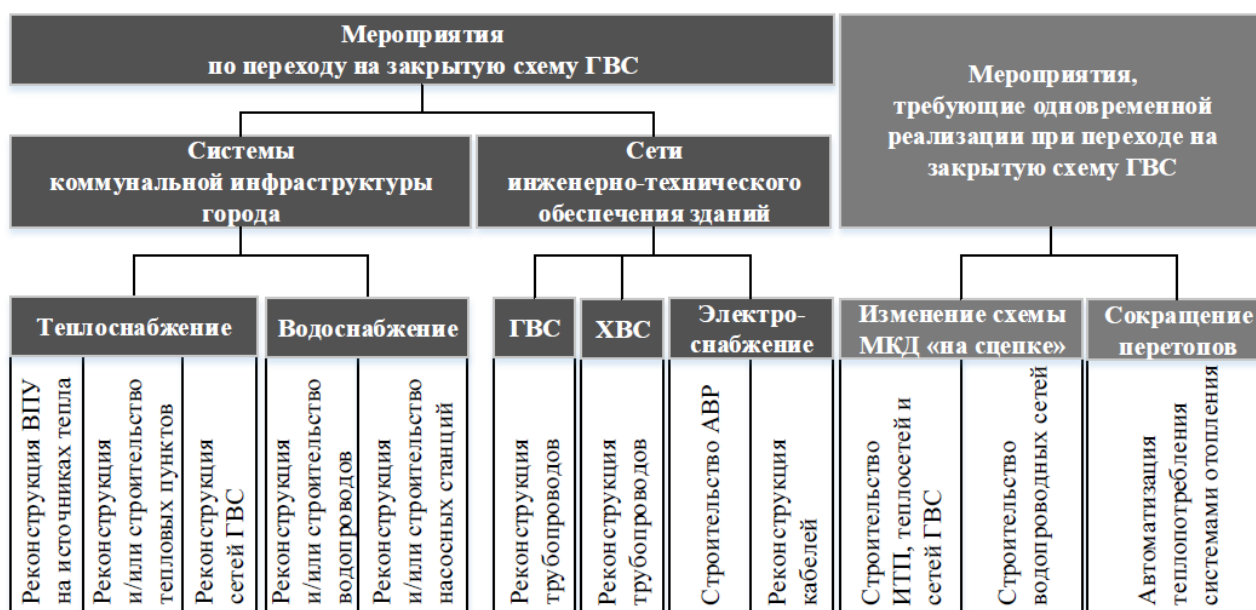 Мероприятия
по переходу на закрытую схему ГВС
Мероприятия,
требующие одновременной
реализации при переходе на
закрытую схему ГВС
Системы
коммунальной инфраструктуры
города
Сети
инженерно-технического
обеспечения зданий
Теплоснабжение
Водоснабжение
ГВС
ХВС
Электро-
снабжение
Изменение схемы
МКД «на сцепке»
Сокращение
перетопов
Реконструкция ВПУ
на источниках тепла
Реконструкция
и/или строительство
тепловых пунктов
Реконструкция
сетей ГВС
Реконструкция
и/или строительство
водопроводов
Реконструкция
и/или строительство
насосных станций
Реконструкция
трубопроводов
Реконструкция
трубопроводов
Строительство АВР
Реконструкция
кабелей
Строительство
ИТП, теплосетей и
сетей ГВС
Строительство
водопроводных сетей
Автоматизация
теплопотребления
системами отопления